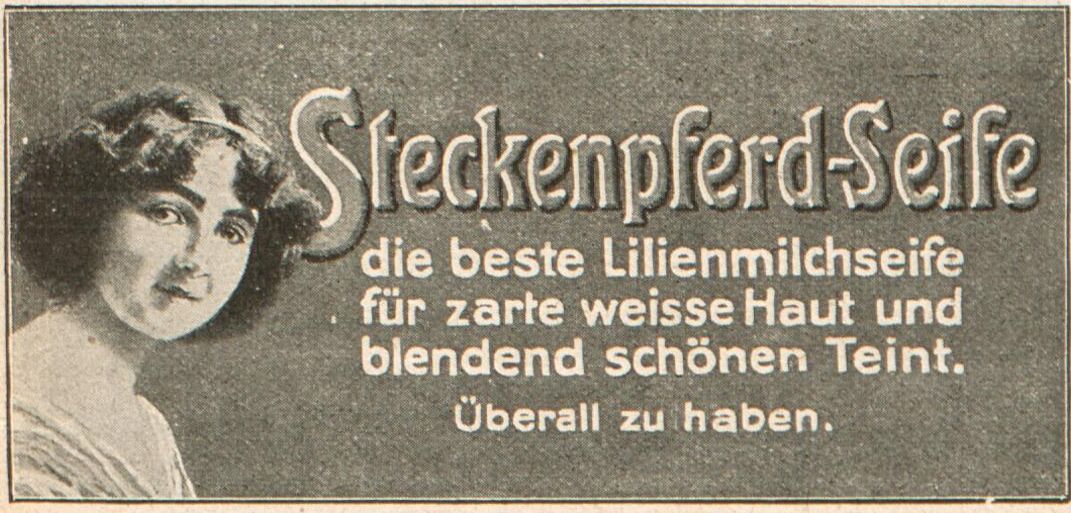 Steckenpferd-Seife
die beste Lilienmilchseife
für zarte weisse Haut und
blendend schönen Teint.
Überall zu haben.